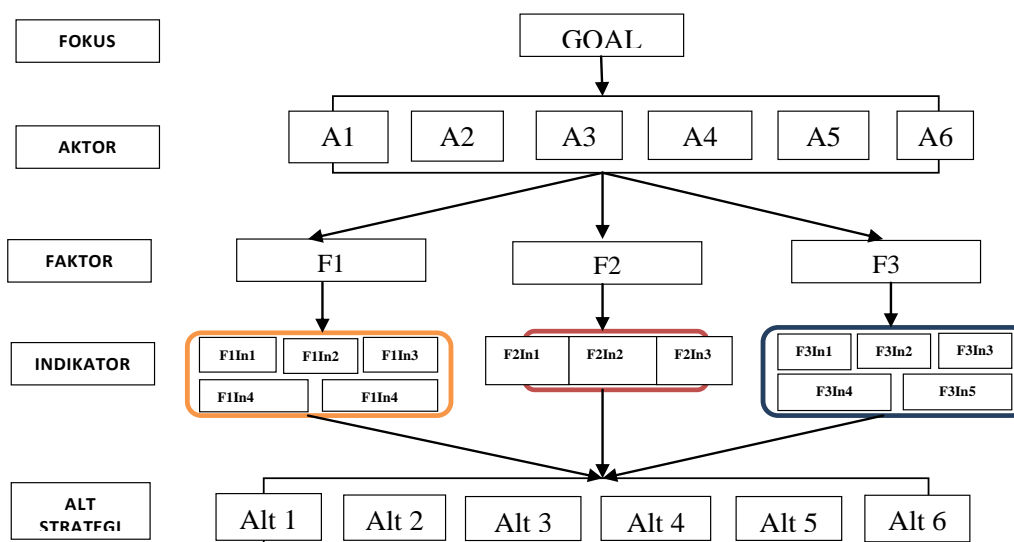 FOKUS
GOAL
AKTOR
A1
A2
A3
A4
A5
A6
FAKTOR
F1
F2
F3
INDIKATOR
F1In1
F1In2
F1In3
F1In4
F1In4
F2In1
F2In2
F2In3
F3In1
F3In2
F3In3
F3In4
F3In5
ALT
STRATEGI
Alt 1
Alt 2
Alt 3
Alt 4
Alt 5
Alt 6